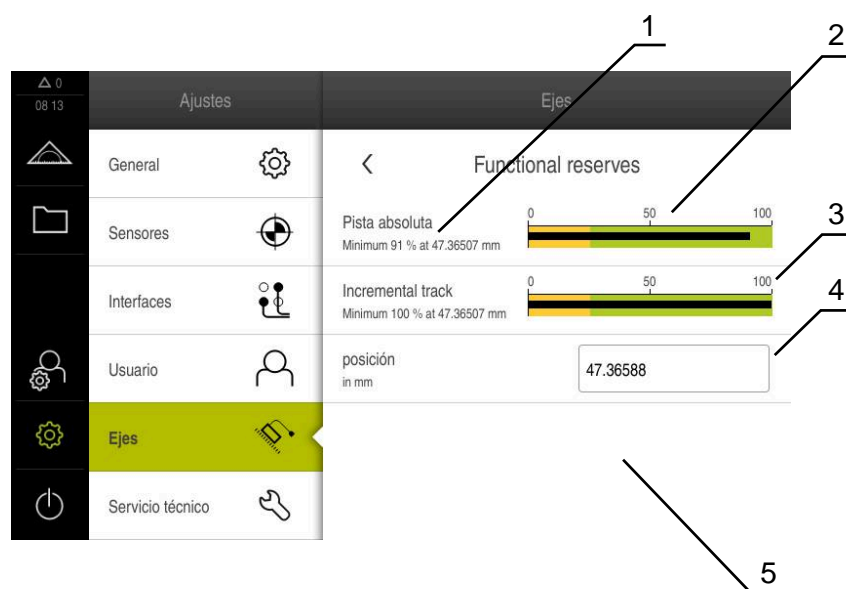 1
2
△ 0
08 13
Ajustes
Ejes
General
Functional reserves
Sensores
Pista absoluta
Minimum 91 % at 47.36507 mm
0 50 100
3
Interfaces
Incremental track
Minimum 100 % at 47.36507 mm
0 50 100
4
Usuario
posición
in mm
47.36588
Ejes
Servicio técnico
5